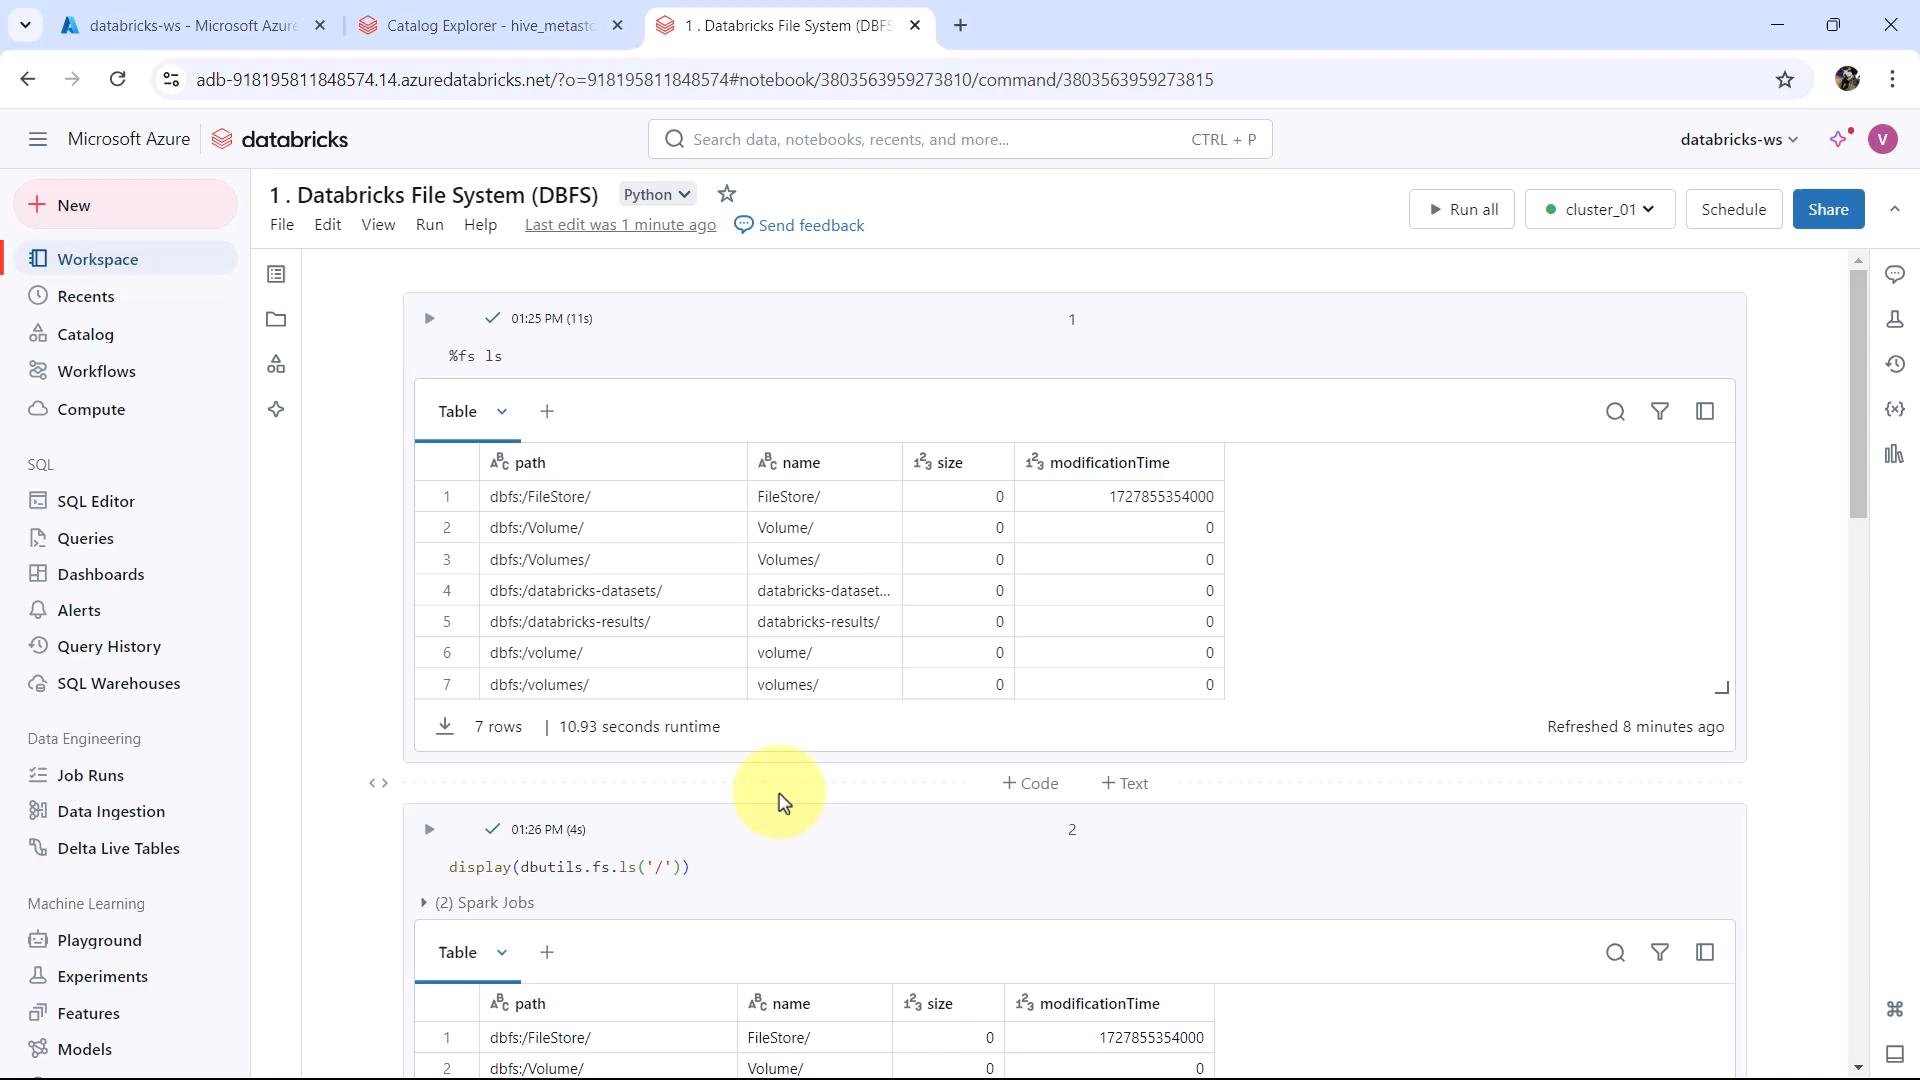 databricks-ws - Microsoft Azure
Catalog Explorer - hive_metasto
1. Databricks File System (DBFS
adb-918195811848574.14.azuredatabricks.net/?o=918195811848574#notebook/3803563959273810/command/3803563959273815
Microsoft Azure databricks
Search data, notebooks, recents, and more... CTRL + P
databricks-ws
V
New
Workspace
Recents
Catalog
Workflows
Compute
SQL
SQL Editor
Queries
Dashboards
Alerts
Query History
SQL Warehouses
Data Engineering
Job Runs
Data Ingestion
Delta Live Tables
Machine Learning
Playground
Experiments
Features
Models
1. Databricks File System (DBFS) Python
File Edit View Run Help Last edit was 1 minute ago Send feedback
Run all cluster_01 Schedule Share
01:25 PM (11s) 1
%fs ls
Table
path name size modificationTime
1 dbfs:/FileStore/ FileStore/ 0 1727855354000
2 dbfs:/Volume/ Volume/ 0 0
3 dbfs:/Volumes/ Volumes/ 0 0
4 dbfs:/databricks-datasets/ databricks-dataset... 0 0
5 dbfs:/databricks-results/ databricks-results/ 0 0
6 dbfs:/volume/ volume/ 0 0
7 dbfs:/volumes/ volumes/ 0 0
7 rows | 10.93 seconds runtime Refreshed 8 minutes ago
+ Code + Text
01:26 PM (4s) 2
display(dbutils.fs.ls('/'))
(2) Spark Jobs
Table
path name size modificationTime
1 dbfs:/FileStore/ FileStore/ 0 1727855354000
2 dbfs:/Volume/ Volume/ 0 0